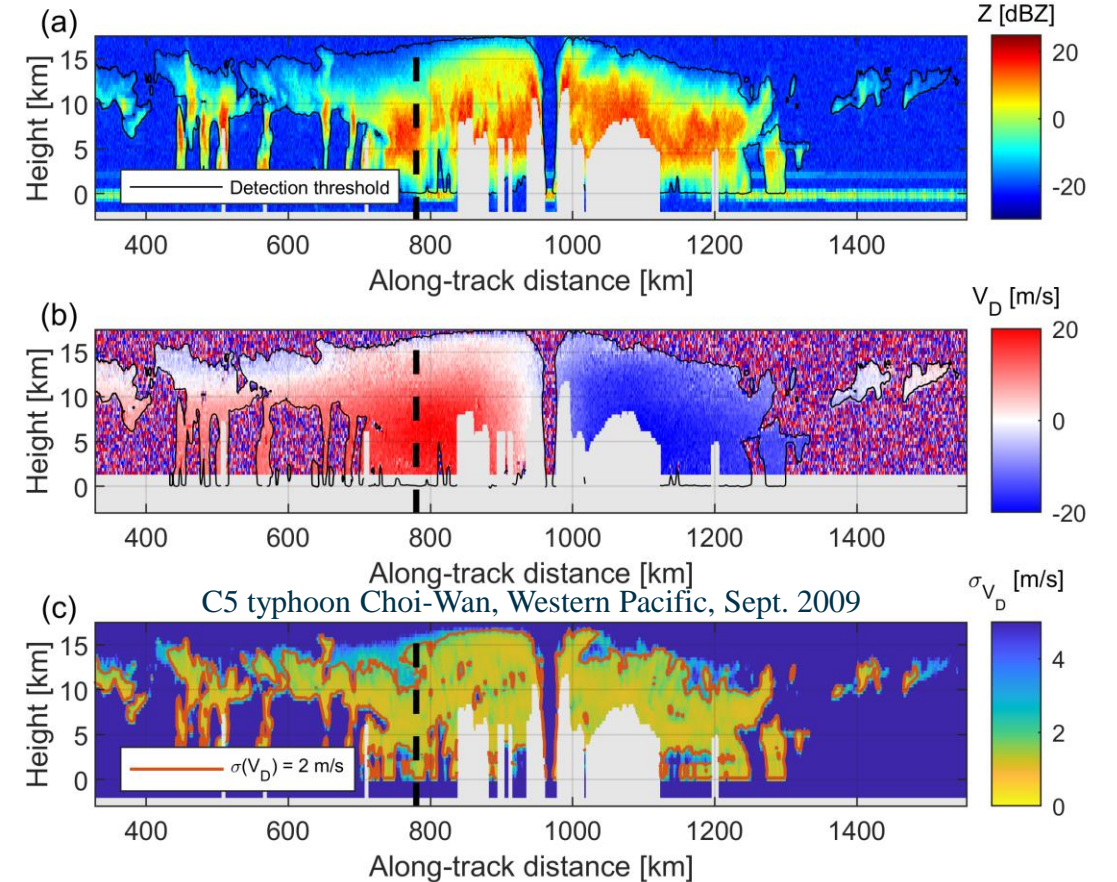 (a)
Z [dBZ]
Height [km]
15
10
5
0
Detection threshold
20
0
-20
400 600 800 1000 1200 1400
Along-track distance [km]
(b)
V_D [m/s]
Height [km]
15
10
5
0
20
0
-20
400 600 800 1000 1200 1400
Along-track distance [km]
C5 typhoon Choi-Wan, Western Pacific, Sept. 2009
(c)
σ_V_D [m/s]
Height [km]
15
10
5
0
σ(V_D) = 2 m/s
4
2
0
400 600 800 1000 1200 1400
Along-track distance [km]